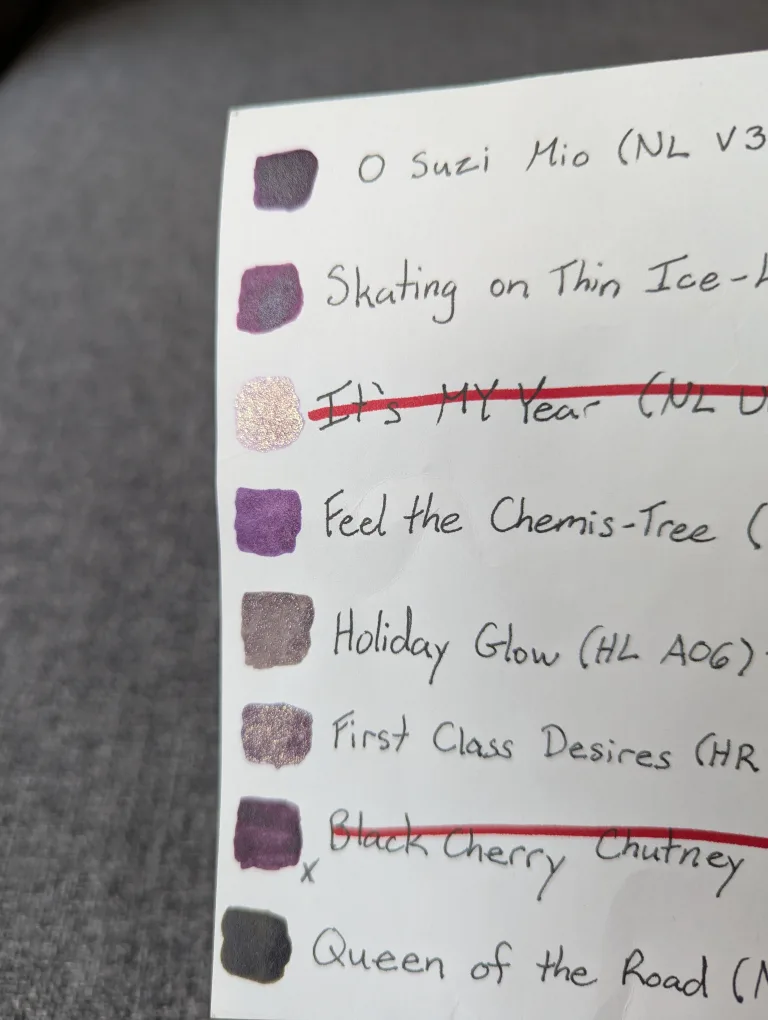 O Suzi Mio (NL V3
Skating on Thin Ice-
It's MY Year (NL
Feel the Chemis-Tree (
Holiday Glow (HL A06)
First Class Desires (HR
Black Cherry Chutney
x
Queen of the Road (N